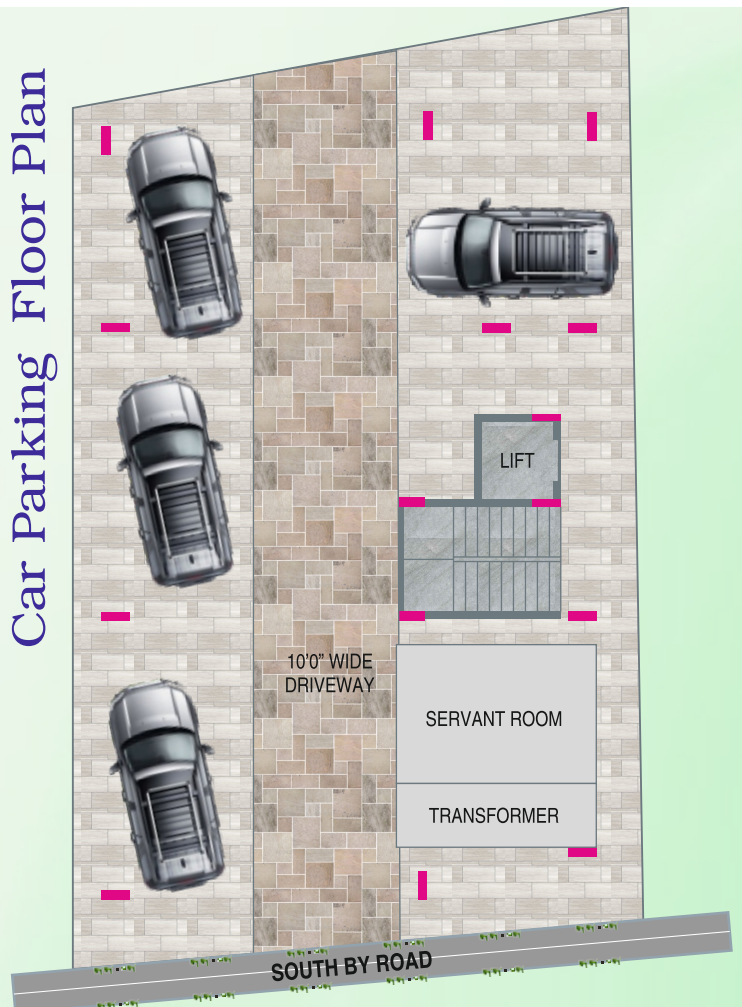 Car Parking Floor Plan
LIFT
10'0" WIDE
DRIVEWAY
SERVANT ROOM
TRANSFORMER
SOUTH BY ROAD